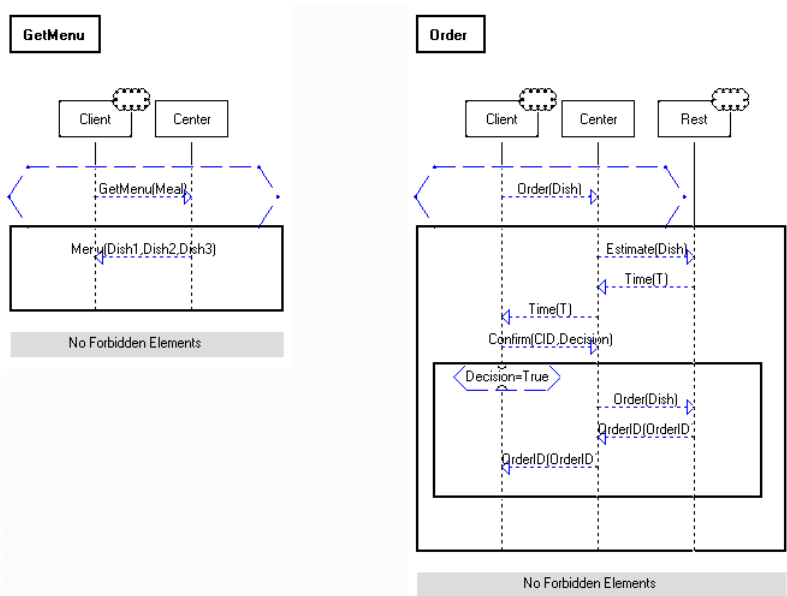 GetMenu
Client
Center
GetMenu(Meal)
Menu(Dish1,Dish2,Dish3)
No Forbidden Elements
Order
Client
Center
Rest
Order(Dish)
Estimate(Dish)
Time(T)
Time(T)
Confirm(CID,Decision)
Decision=True
Order(Dish)
OrderID(OrderID
OrderID(OrderID
No Forbidden Elements